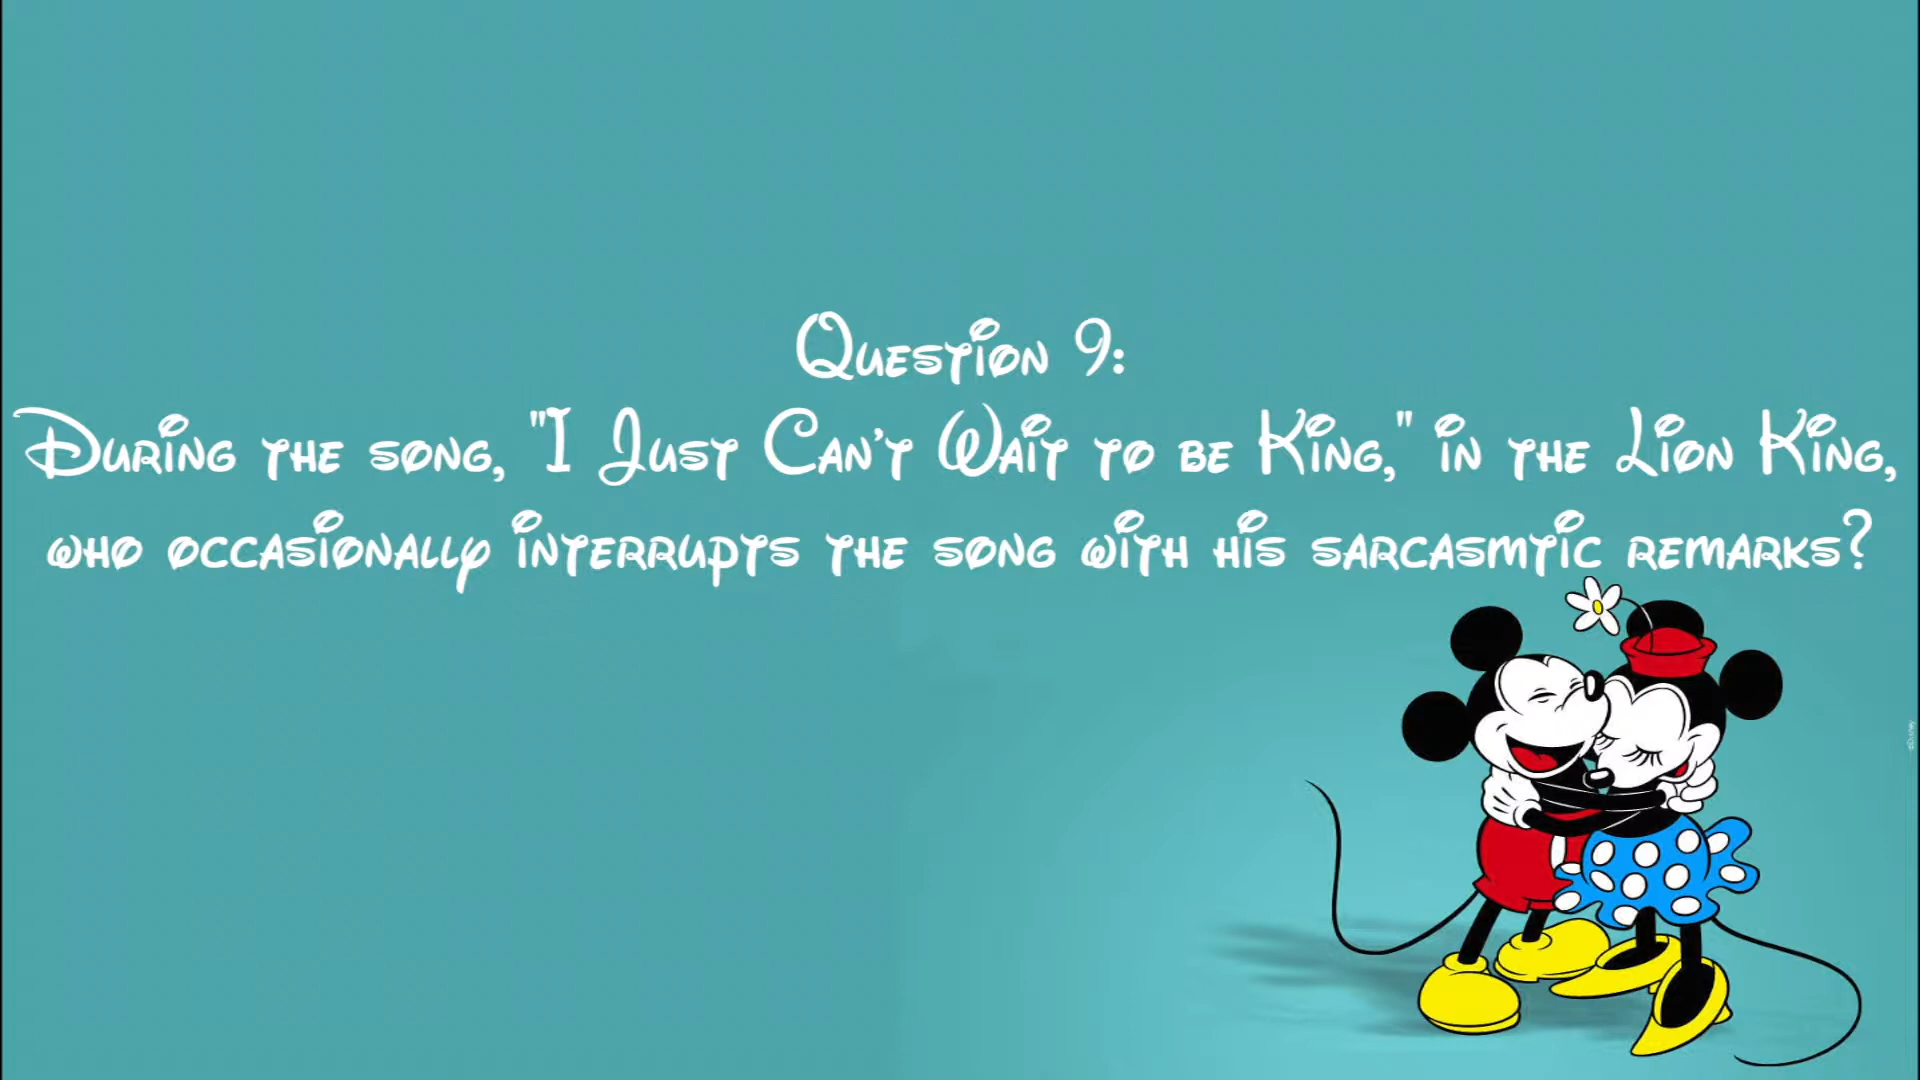 Question 9:
During the song, "I Just Can't Wait to be King," in the Lion King,
who occasionally interrupts the song with his sarcasmtic remarks?
©Disney